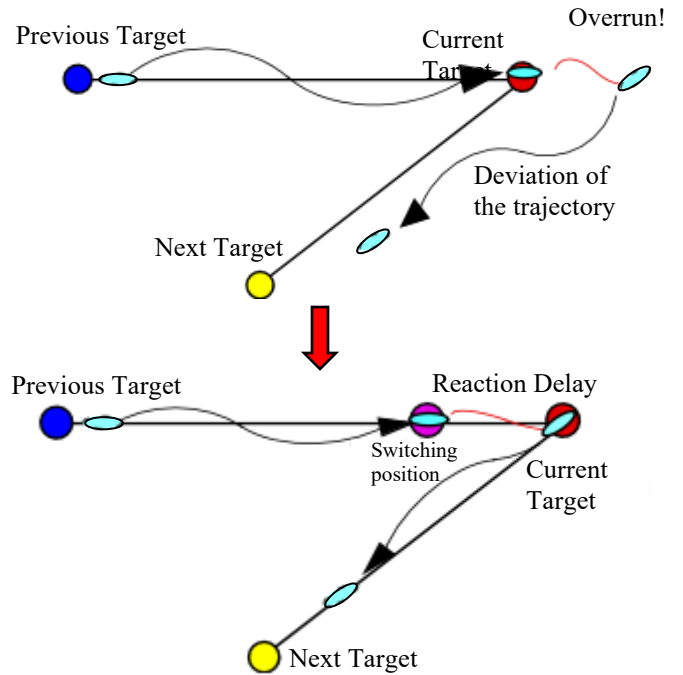 Overrun!
Previous Target
Current
Target
Deviation of
the trajectory
Next Target
Previous Target
Reaction Delay
Switching
position
Current
Target
Next Target